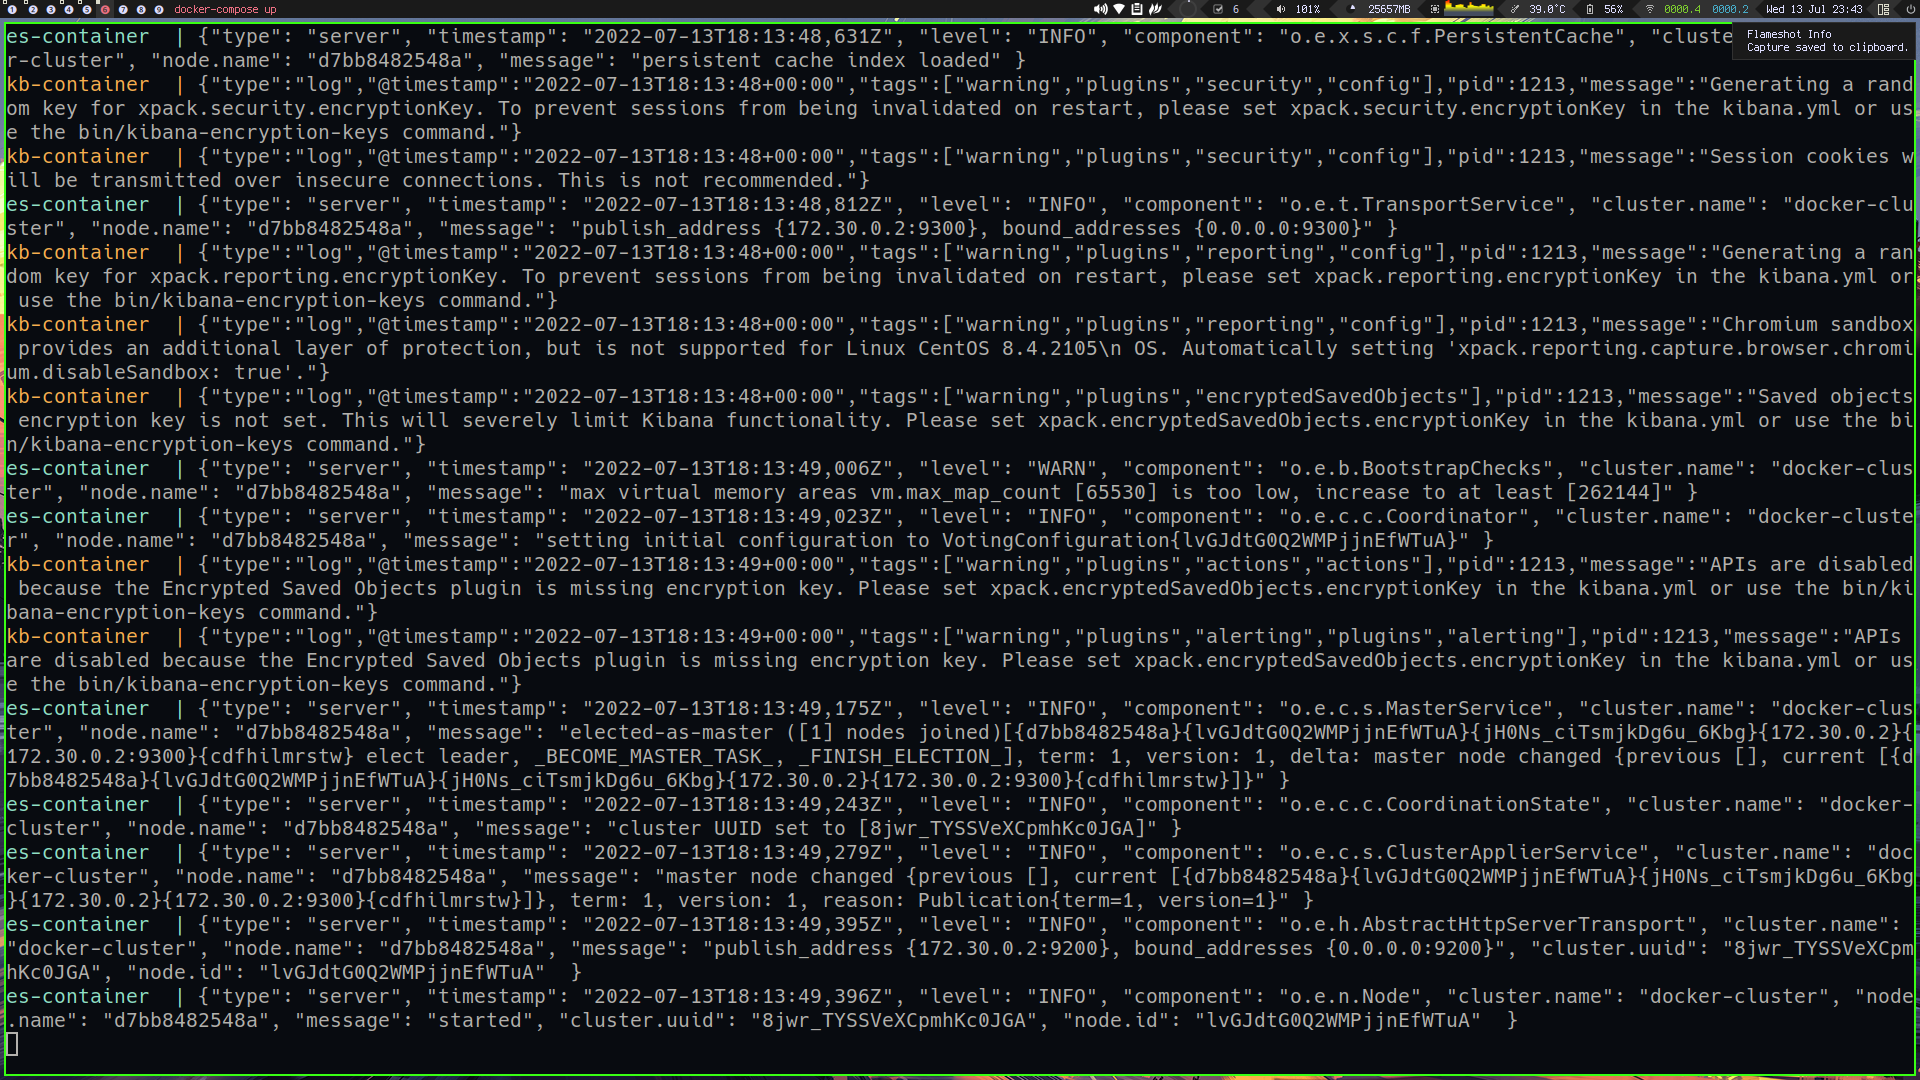 1 2 3 4 5 6 7 8 9 docker-compose up 6 101% 25657MB 39.0°C 56% 0000.4 0000.2 Wed 13 Jul 23:43
Flameshot Info
Capture saved to clipboard.
es-container  | {"type": "server", "timestamp": "2022-07-13T18:13:48,631Z", "level": "INFO", "component": "o.e.x.s.c.f.PersistentCache", "cluste
r-cluster", "node.name": "d7bb8482548a", "message": "persistent cache index loaded" }
kb-container  | {"type":"log","@timestamp":"2022-07-13T18:13:48+00:00","tags":["warning","plugins","security","config"],"pid":1213,"message":"Generating a rand
om key for xpack.security.encryptionKey. To prevent sessions from being invalidated on restart, please set xpack.security.encryptionKey in the kibana.yml or us
e the bin/kibana-encryption-keys command."}
kb-container  | {"type":"log","@timestamp":"2022-07-13T18:13:48+00:00","tags":["warning","plugins","security","config"],"pid":1213,"message":"Session cookies w
ill be transmitted over insecure connections. This is not recommended."}
es-container  | {"type": "server", "timestamp": "2022-07-13T18:13:48,812Z", "level": "INFO", "component": "o.e.t.TransportService", "cluster.name": "docker-clu
ster", "node.name": "d7bb8482548a", "message": "publish_address {172.30.0.2:9300}, bound_addresses {0.0.0.0:9300}" }
kb-container  | {"type":"log","@timestamp":"2022-07-13T18:13:48+00:00","tags":["warning","plugins","reporting","config"],"pid":1213,"message":"Generating a ran
dom key for xpack.reporting.encryptionKey. To prevent sessions from being invalidated on restart, please set xpack.reporting.encryptionKey in the kibana.yml or
 use the bin/kibana-encryption-keys command."}
kb-container  | {"type":"log","@timestamp":"2022-07-13T18:13:48+00:00","tags":["warning","plugins","reporting","config"],"pid":1213,"message":"Chromium sandbox
 provides an additional layer of protection, but is not supported for Linux CentOS 8.4.2105\n OS. Automatically setting 'xpack.reporting.capture.browser.chromi
um.disableSandbox: true'."}
kb-container  | {"type":"log","@timestamp":"2022-07-13T18:13:48+00:00","tags":["warning","plugins","encryptedSavedObjects"],"pid":1213,"message":"Saved objects
 encryption key is not set. This will severely limit Kibana functionality. Please set xpack.encryptedSavedObjects.encryptionKey in the kibana.yml or use the bi
n/kibana-encryption-keys command."}
es-container  | {"type": "server", "timestamp": "2022-07-13T18:13:49,006Z", "level": "WARN", "component": "o.e.b.BootstrapChecks", "cluster.name": "docker-clus
ter", "node.name": "d7bb8482548a", "message": "max virtual memory areas vm.max_map_count [65530] is too low, increase to at least [262144]" }
es-container  | {"type": "server", "timestamp": "2022-07-13T18:13:49,023Z", "level": "INFO", "component": "o.e.c.c.Coordinator", "cluster.name": "docker-cluste
r", "node.name": "d7bb8482548a", "message": "setting initial configuration to VotingConfiguration{lvGJdtG0Q2WMPjjnEfWTuA}" }
kb-container  | {"type":"log","@timestamp":"2022-07-13T18:13:49+00:00","tags":["warning","plugins","actions","actions"],"pid":1213,"message":"APIs are disabled
 because the Encrypted Saved Objects plugin is missing encryption key. Please set xpack.encryptedSavedObjects.encryptionKey in the kibana.yml or use the bin/ki
bana-encryption-keys command."}
kb-container  | {"type":"log","@timestamp":"2022-07-13T18:13:49+00:00","tags":["warning","plugins","alerting","plugins","alerting"],"pid":1213,"message":"APIs
are disabled because the Encrypted Saved Objects plugin is missing encryption key. Please set xpack.encryptedSavedObjects.encryptionKey in the kibana.yml or us
e the bin/kibana-encryption-keys command."}
es-container  | {"type": "server", "timestamp": "2022-07-13T18:13:49,175Z", "level": "INFO", "component": "o.e.c.s.MasterService", "cluster.name": "docker-clus
ter", "node.name": "d7bb8482548a", "message": "elected-as-master ([1] nodes joined)[{d7bb8482548a}{lvGJdtG0Q2WMPjjnEfWTuA}{jH0Ns_ciTsmjkDg6u_6Kbg}{172.30.0.2}{
172.30.0.2:9300}{cdfhilmrstw} elect leader, _BECOME_MASTER_TASK_, _FINISH_ELECTION_], term: 1, version: 1, delta: master node changed {previous [], current [{d
7bb8482548a}{lvGJdtG0Q2WMPjjnEfWTuA}{jH0Ns_ciTsmjkDg6u_6Kbg}{172.30.0.2}{172.30.0.2:9300}{cdfhilmrstw}]}" }
es-container  | {"type": "server", "timestamp": "2022-07-13T18:13:49,243Z", "level": "INFO", "component": "o.e.c.c.CoordinationState", "cluster.name": "docker-
cluster", "node.name": "d7bb8482548a", "message": "cluster UUID set to [8jwr_TYSSVeXCpmhKc0JGA]" }
es-container  | {"type": "server", "timestamp": "2022-07-13T18:13:49,279Z", "level": "INFO", "component": "o.e.c.s.ClusterApplierService", "cluster.name": "doc
ker-cluster", "node.name": "d7bb8482548a", "message": "master node changed {previous [], current [{d7bb8482548a}{lvGJdtG0Q2WMPjjnEfWTuA}{jH0Ns_ciTsmjkDg6u_6Kbg
}{172.30.0.2}{172.30.0.2:9300}{cdfhilmrstw}]}, term: 1, version: 1, reason: Publication{term=1, version=1}" }
es-container  | {"type": "server", "timestamp": "2022-07-13T18:13:49,395Z", "level": "INFO", "component": "o.e.h.AbstractHttpServerTransport", "cluster.name":
"docker-cluster", "node.name": "d7bb8482548a", "message": "publish_address {172.30.0.2:9200}, bound_addresses {0.0.0.0:9200}", "cluster.uuid": "8jwr_TYSSVeXCpm
hKc0JGA", "node.id": "lvGJdtG0Q2WMPjjnEfWTuA"  }
es-container  | {"type": "server", "timestamp": "2022-07-13T18:13:49,396Z", "level": "INFO", "component": "o.e.n.Node", "cluster.name": "docker-cluster", "node
.name": "d7bb8482548a", "message": "started", "cluster.uuid": "8jwr_TYSSVeXCpmhKc0JGA", "node.id": "lvGJdtG0Q2WMPjjnEfWTuA"  }